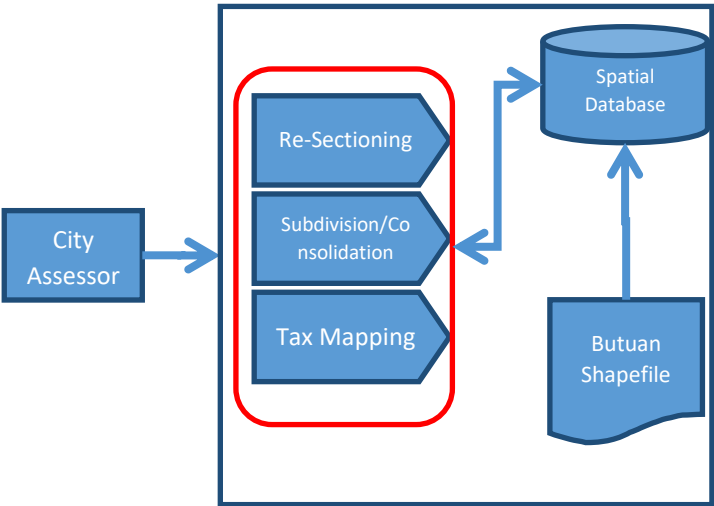 City
Assessor
Re-Sectioning
Subdivision/Co
nsolidation
Tax Mapping
Spatial
Database
Butuan
Shapefile